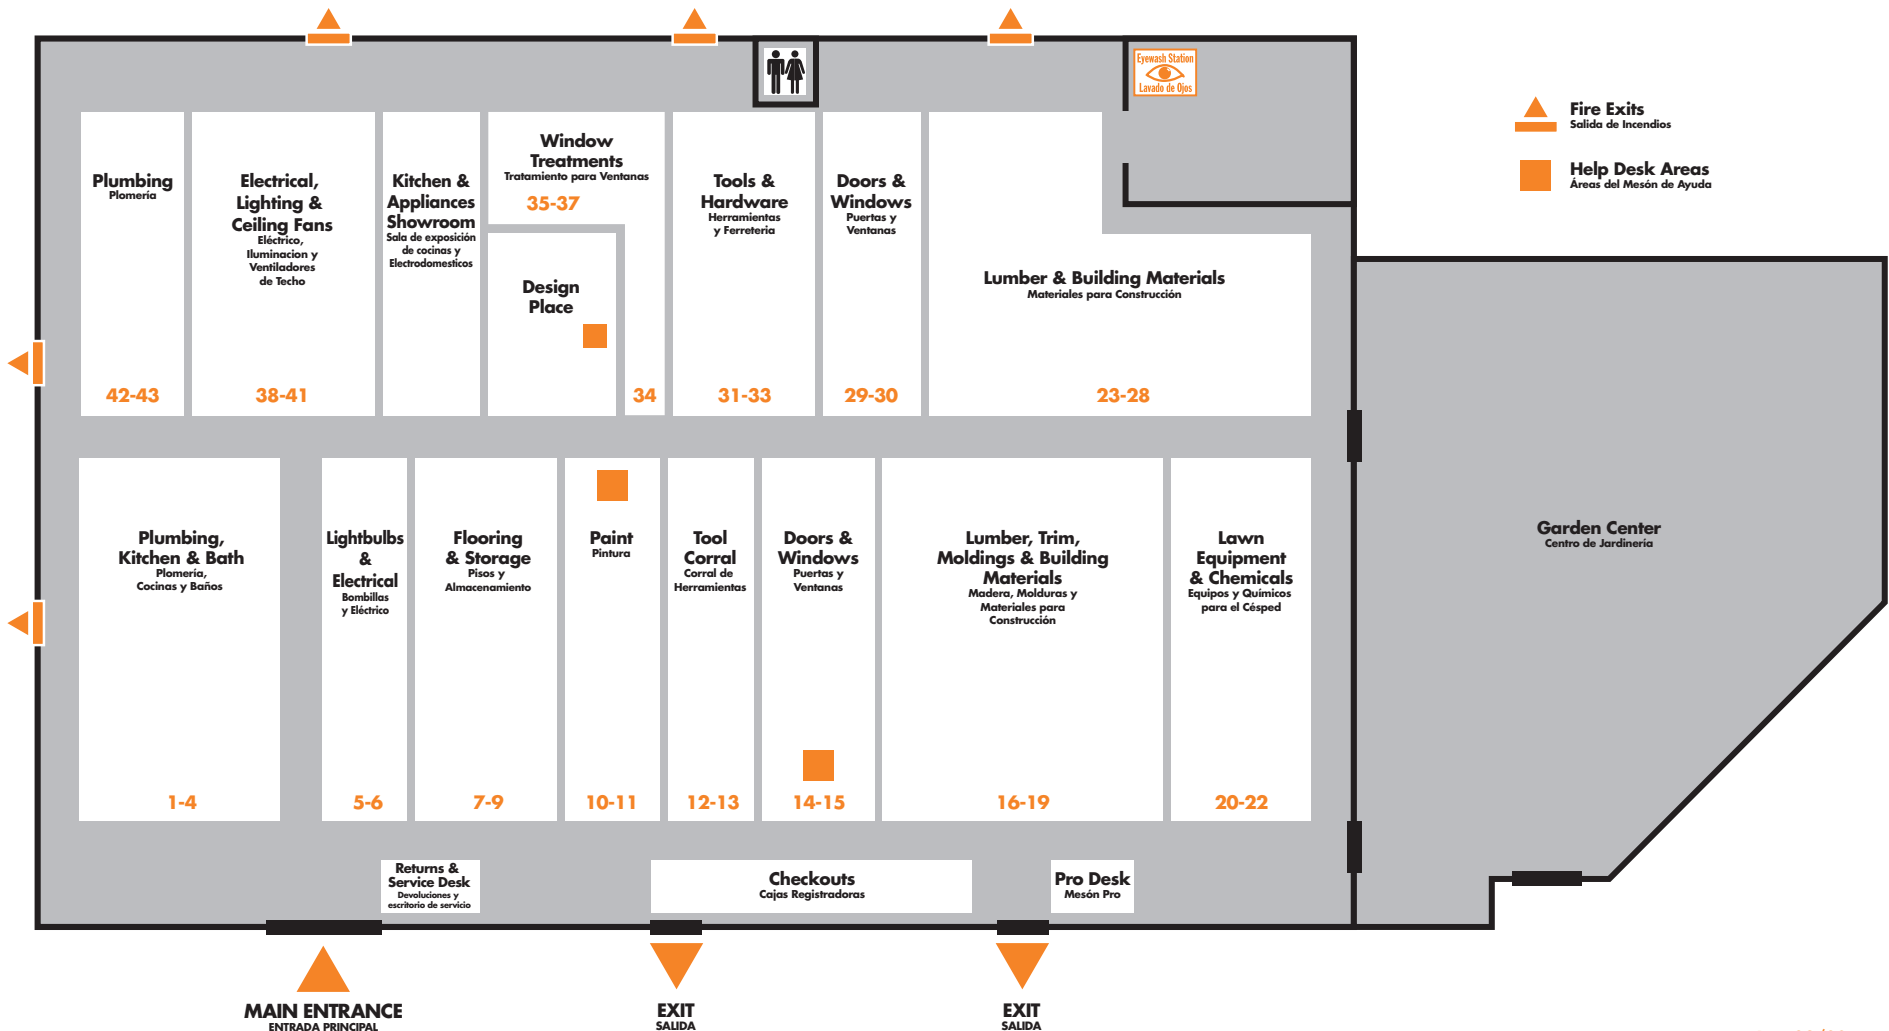 Eyewash Station
Lavado de Ojos
Fire Exits
Salida de Incendios
Help Desk Areas
Áreas del Mesón de Ayuda
Plumbing
Plomería
42-43
Electrical,
Lighting &
Ceiling Fans
Eléctrico,
Iluminacion y
Ventiladores
de Techo
38-41
Kitchen &
Appliances
Showroom
Sala de exposición
de cocinas y
Electrodomesticos
Window
Treatments
Tratamiento para Ventanas
35-37
Design
Place
34
Tools &
Hardware
Herramientas
y Ferreteria
31-33
Doors &
Windows
Puertas y
Ventanas
29-30
Lumber & Building Materials
Materiales para Construcción
23-28
Plumbing,
Kitchen & Bath
Plomería,
Cocinas y Baños
1-4
Lightbulbs
&
Electrical
Bombillas
y Eléctrico
5-6
Flooring
& Storage
Pisos y
Almacenamiento
7-9
Paint
Pintura
10-11
Tool
Corral
Corral de
Herramientas
12-13
Doors &
Windows
Puertas y
Ventanas
14-15
Lumber, Trim,
Moldings & Building
Materials
Madera, Molduras y
Materiales para
Construcción
16-19
Lawn
Equipment
& Chemicals
Equipos y Químicos
para el Césped
20-22
Garden Center
Centro de Jardinería
Returns &
Service Desk
Devoluciones y
escritorio de servicio
Checkouts
Cajas Registradoras
Pro Desk
Mesón Pro
MAIN ENTRANCE
ENTRADA PRINCIPAL
EXIT
SALIDA
EXIT
SALIDA